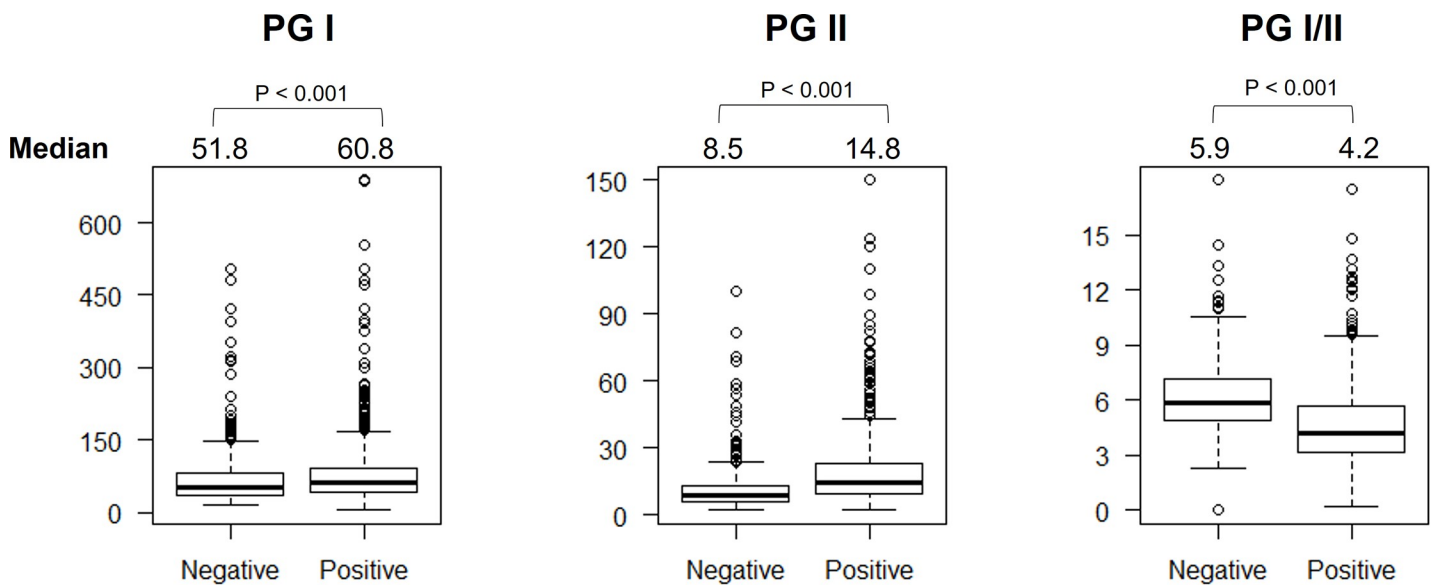 PG I
PG II
PG I/II
P < 0.001
P < 0.001
P < 0.001
Median
51.8
60.8
8.5
14.8
5.9
4.2
600
450
300
150
0
150
120
90
60
30
0
15
12
9
6
3
0
Negative
Positive
Negative
Positive
Negative
Positive